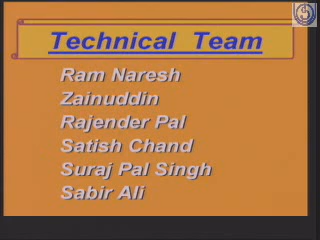 Technical Team
Ram Naresh
Zainuddin
Rajender Pal
Satish Chand
Suraj Pal Singh
Sabir Ali